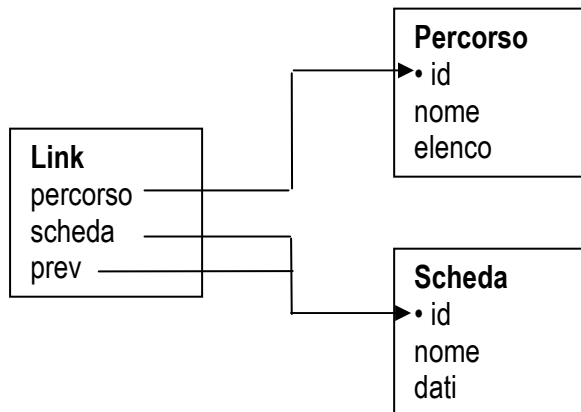 Link
percorso
scheda
prev
Percorso
• id
nome
elenco
Scheda
• id
nome
dati